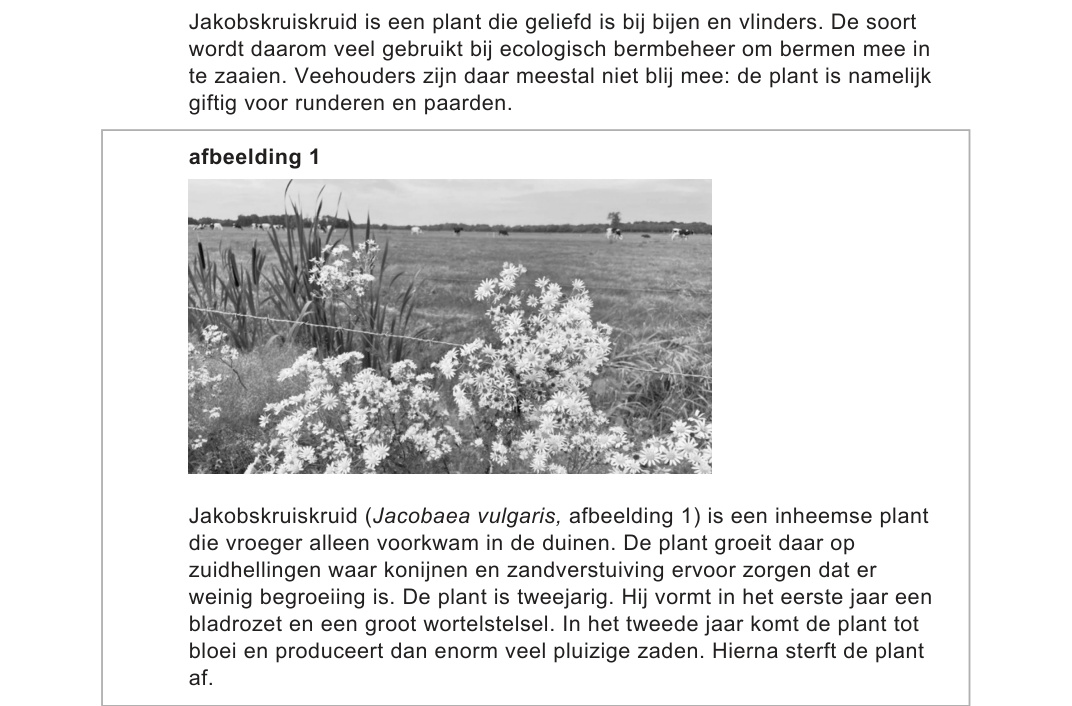 Jakobskruiskruid is een plant die geliefd is bij bijen en vlinders. De soort
wordt daarom veel gebruikt bij ecologisch bermbeheer om bermen mee in
te zaaien. Veehouders zijn daar meestal niet blij mee: de plant is namelijk
giftig voor runderen en paarden.
afbeelding 1
Jakobskruiskruid (Jacobaea vulgaris, afbeelding 1) is een inheemse plant
die vroeger alleen voorkwam in de duinen. De plant groeit daar op
zuidhellingen waar konijnen en zandverstuiving ervoor zorgen dat er
weinig begroeiing is. De plant is tweejarig. Hij vormt in het eerste jaar een
bladrozet en een groot wortelstelsel. In het tweede jaar komt de plant tot
bloei en produceert dan enorm veel pluizige zaden. Hierna sterft de plant
af.